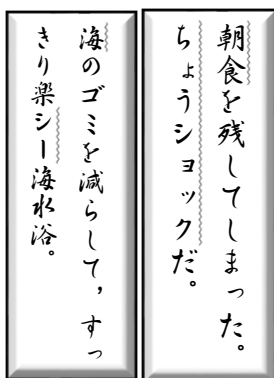 朝食を残してしまった。
ちょうショックだ。
海のゴミを減らして，すっ
きり楽シー海水浴。